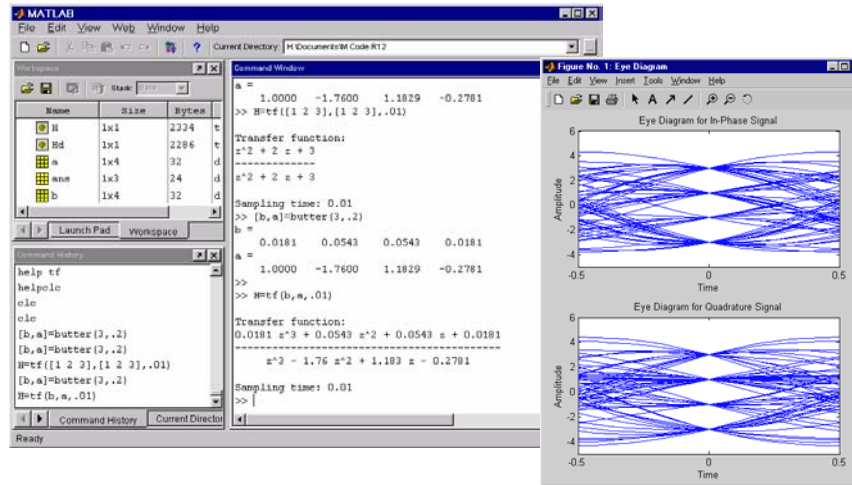 MATLAB
File Edit View Web Window Help
Current Directory: H:\Documents\M Code R12
Workspace
Stack:
Name Size Bytes
H 1x1 2334 t
Hd 1x1 2286 t
a 1x4 32 d
ans 1x3 24 d
b 1x4 32 d
Launch Pad Workspace
Command History
help tf
helpclc
clc
clc
[b,a]=butter(3,.2)
[b,a]=butter(3,.2)
H=tf([1 2 3],[1 2 3],.01)
[b,a]=butter(3,.2)
H=tf(b,a,.01)
Command History Current Director
Ready
Command Window
a =
1.0000 -1.7600 1.1829 -0.2781
>> H=tf([1 2 3],[1 2 3],.01)
Transfer function:
z^2 + 2 z + 3
-------------
z^2 + 2 z + 3
Sampling time: 0.01
>> [b,a]=butter(3,.2)
b =
0.0181 0.0543 0.0543 0.0181
a =
1.0000 -1.7600 1.1829 -0.2781
>>
>> H=tf(b,a,.01)
Transfer function:
0.0181 z^3 + 0.0543 z^2 + 0.0543 z + 0.0181
-------------------------------------------
z^3 - 1.76 z^2 + 1.183 z - 0.2781
Sampling time: 0.01
>>
Figure No. 1: Eye Diagram
File Edit View Insert Tools Window Help
Eye Diagram for In-Phase Signal
Amplitude
6
4
2
0
-2
-4
-0.5 0 0.5
Time
Eye Diagram for Quadrature Signal
Amplitude
6
4
2
0
-2
-4
-0.5 0 0.5
Time